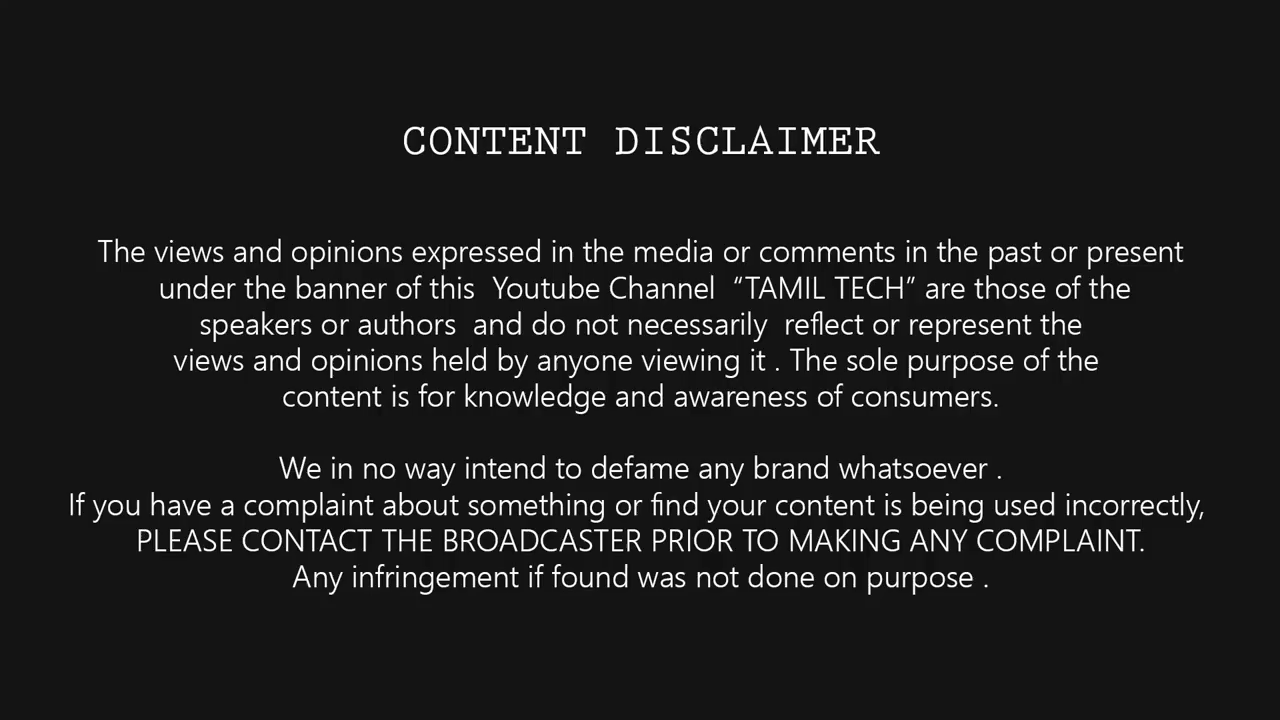 CONTENT DISCLAIMER
The views and opinions expressed in the media or comments in the past or present
under the banner of this  Youtube Channel  “TAMIL TECH” are those of the
speakers or authors  and do not necessarily  reflect or represent the
views and opinions held by anyone viewing it . The sole purpose of the
content is for knowledge and awareness of consumers.
We in no way intend to defame any brand whatsoever .
If you have a complaint about something or find your content is being used incorrectly,
PLEASE CONTACT THE BROADCASTER PRIOR TO MAKING ANY COMPLAINT.
Any infringement if found was not done on purpose .